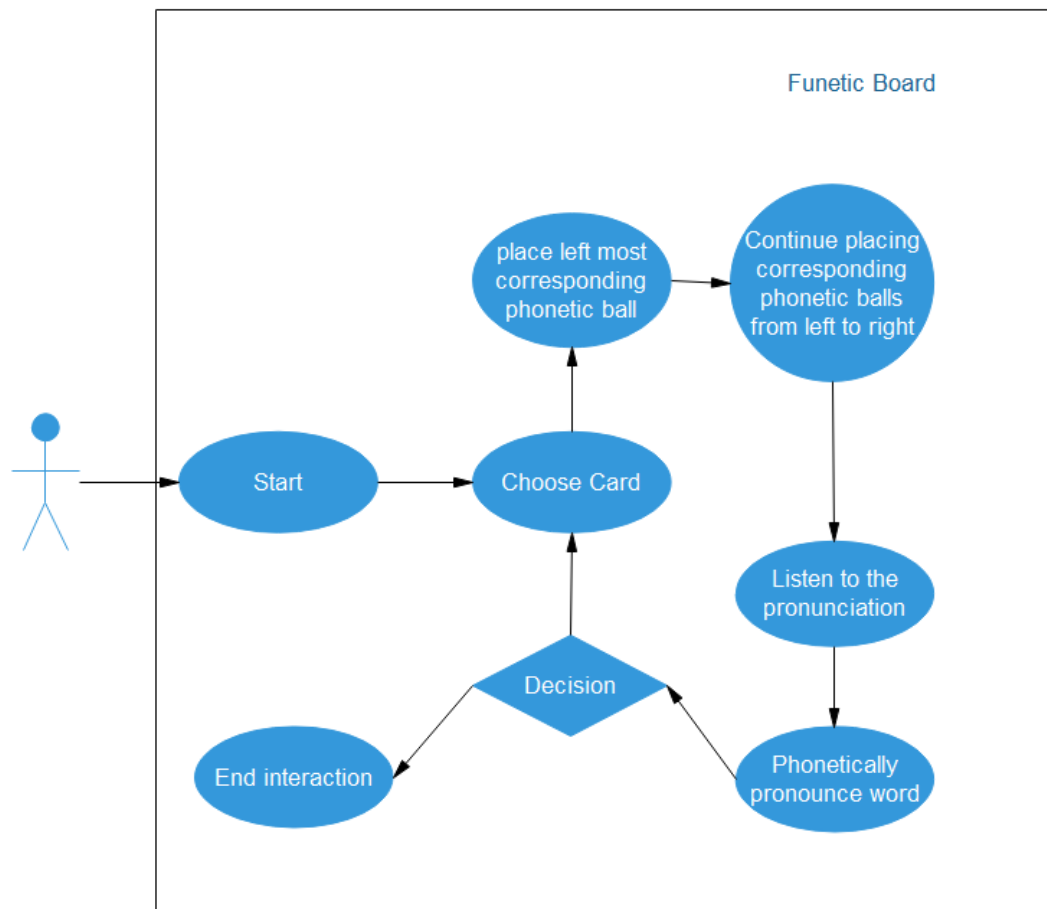 Funetic Board
place left most
corresponding
phonetic ball
Continue placing
corresponding
phonetic balls
from left to right
Start
Choose Card
Listen to the
pronunciation
Decision
End interaction
Phonetically
pronounce word